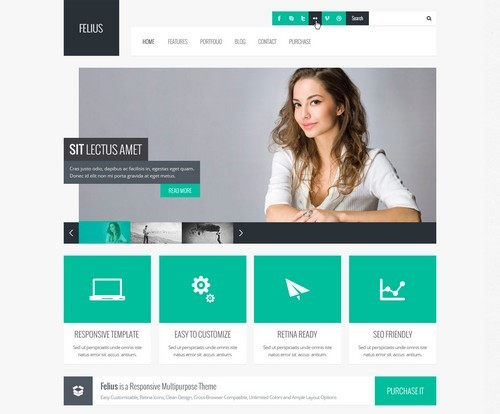 FELIUS
Search
HOME FEATURES PORTFOLIO BLOG CONTACT PURCHASE
SIT LECTUS AMET
Cras justo odio, dapibus ac facilisis in, egestas eget quam.
Donec id elit non mi porta gravida at eget metus.
READ MORE
RESPONSIVE TEMPLATE EASY TO CUSTOMIZE RETINA READY SEO FRIENDLY
Sed ut perspiciatis unde omnis iste Sed ut perspiciatis unde omnis iste Sed ut perspiciatis unde omnis iste Sed ut perspiciatis unde omnis iste
natus error sit accus. antium. natus error sit accus. antium. natus error sit accus. antium. natus error sit accus. antium.
Felius is a Responsive Multipurpose Theme
Easy Customizable, Retina Icons, Clean Design, Cross Browser Compatible, Unlimited Colors and Ample Layout Options
PURCHASE IT